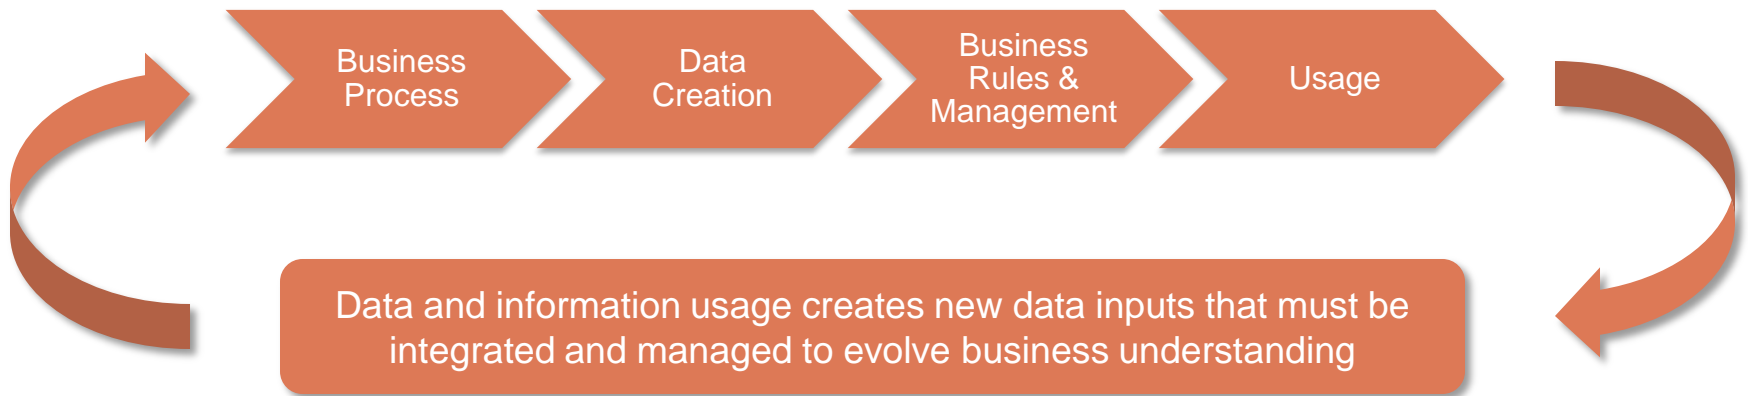 Business
Process
Data
Creation
Business
Rules &
Management
Usage
Data and information usage creates new data inputs that must be
integrated and managed to evolve business understanding